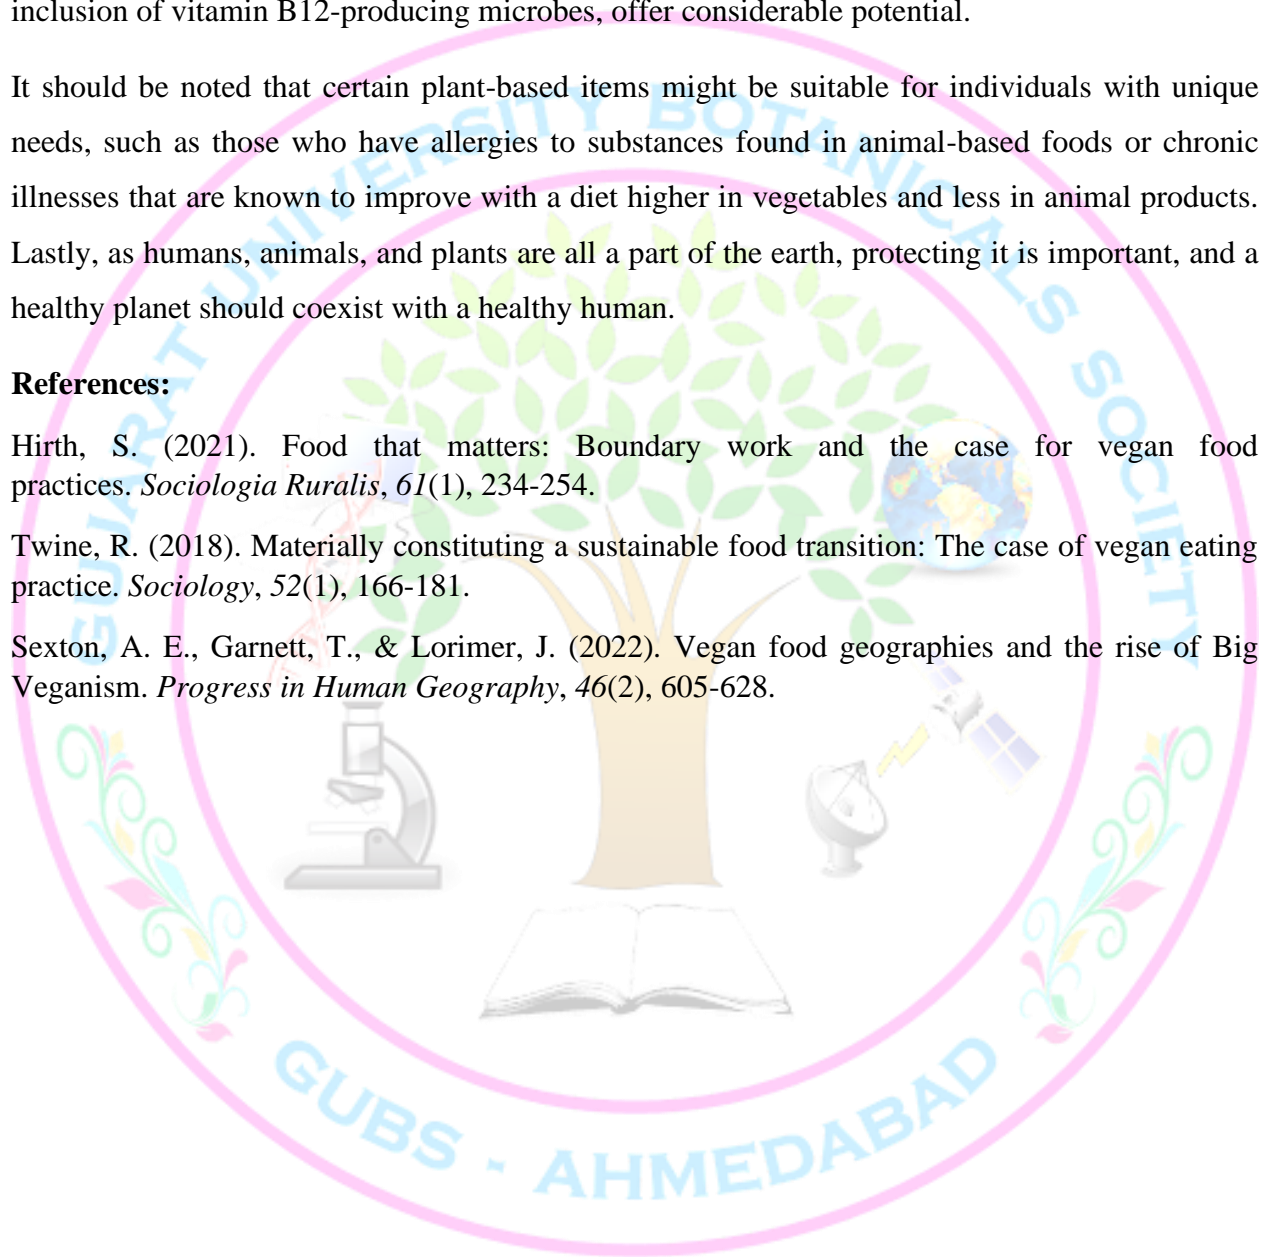 inclusion of vitamin B12-producing microbes, offer considerable potential.
It should be noted that certain plant-based items might be suitable for individuals with unique
needs, such as those who have allergies to substances found in animal-based foods or chronic
illnesses that are known to improve with a diet higher in vegetables and less in animal products.
Lastly, as humans, animals, and plants are all a part of the earth, protecting it is important, and a
healthy planet should coexist with a healthy human.
References:
Hirth, S. (2021). Food that matters: Boundary work and the case for vegan food
practices. Sociologia Ruralis, 61(1), 234-254.
Twine, R. (2018). Materially constituting a sustainable food transition: The case of vegan eating
practice. Sociology, 52(1), 166-181.
Sexton, A. E., Garnett, T., & Lorimer, J. (2022). Vegan food geographies and the rise of Big
Veganism. Progress in Human Geography, 46(2), 605-628.
GUJARAT UNIVERSITY BOTANICALS SOCIETY
GUBS - AHMEDABAD